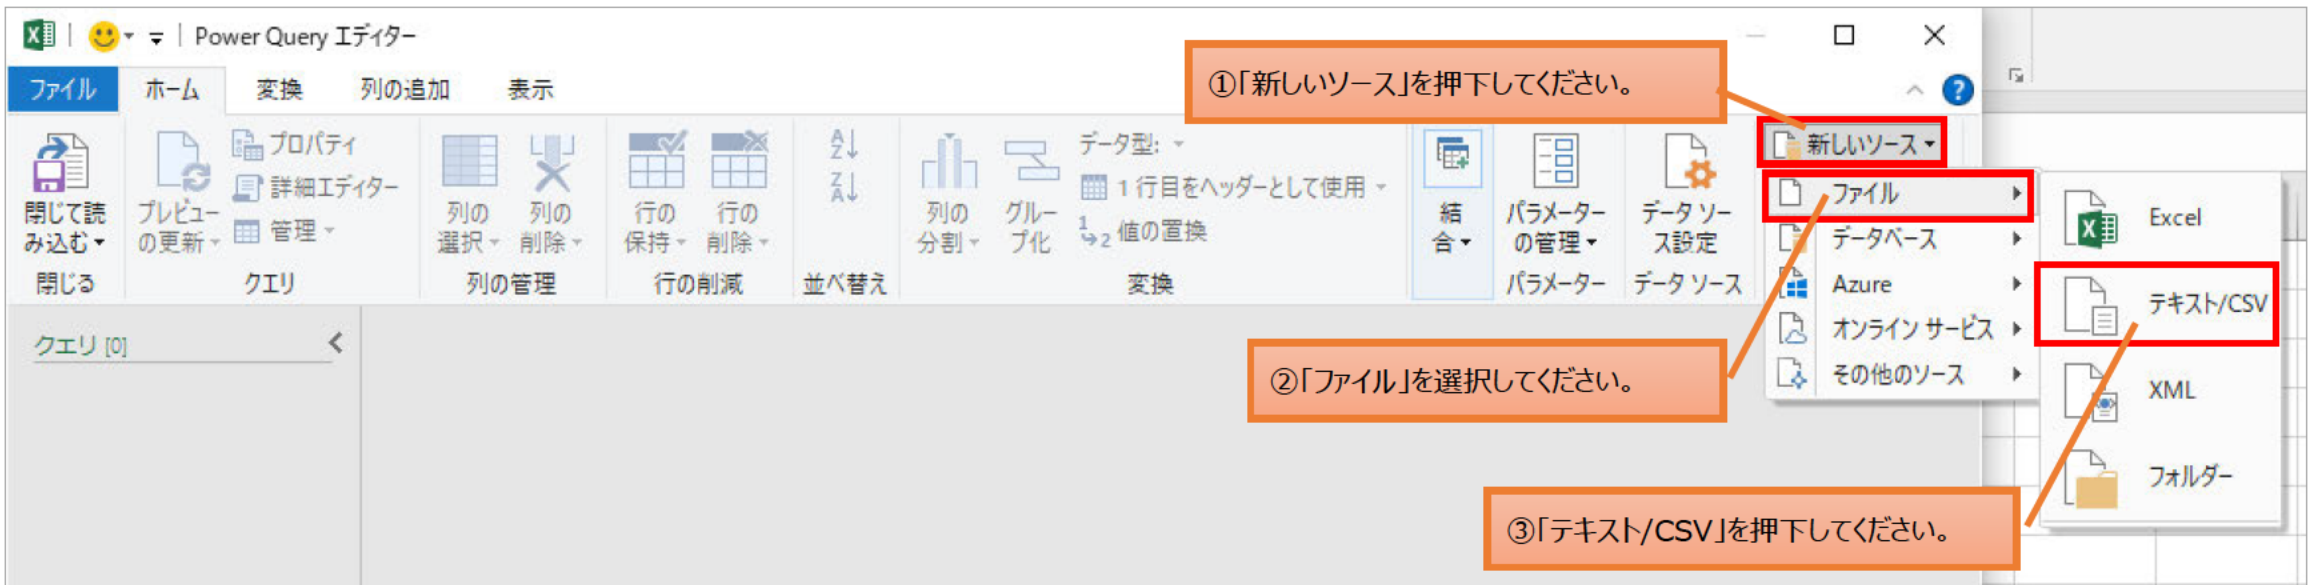 Power Query エディター
①「新しいソース」を押下してください。
ファイル ホーム 変換 列の追加 表示
閉じて読み込む
閉じる
プレビューの更新
プロパティ
詳細エディター
管理
クエリ
列の選択
列の削除
列の管理
行の保持
行の削除
行の削減
並べ替え
列の分割
グループ化
データ型:
1 行目をヘッダーとして使用
値の置換
変換
結合
パラメーターの管理
パラメーター
データ ソース設定
データ ソース
新しいソース
ファイル
データベース
Azure
オンライン サービス
その他のソース
Excel
テキスト/CSV
XML
フォルダー
クエリ [0]
②「ファイル」を選択してください。
③「テキスト/CSV」を押下してください。